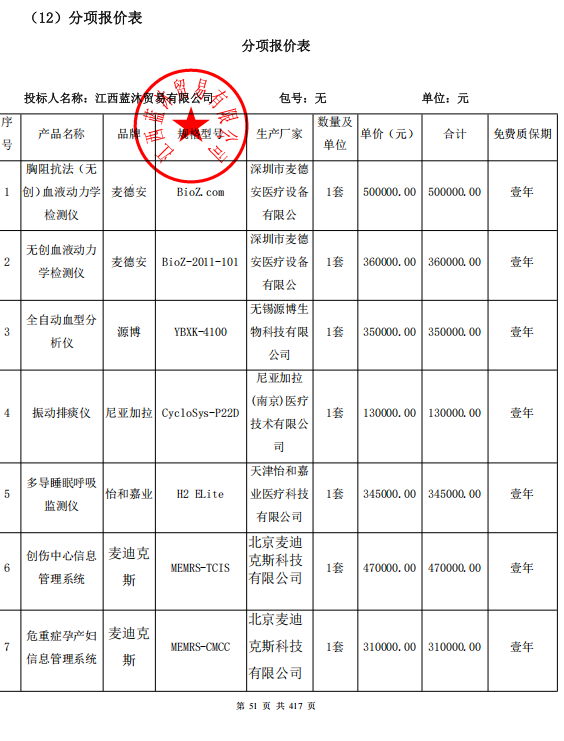 （12）分项报价表
分项报价表
投标人名称：江西蓝沐贸易有限公司 包号：无 单位：元
序号 产品名称 品牌 规格型号 生产厂家 数量及单位 单价（元） 合计 免费质保期
1 胸阻抗法（无创）血液动力学检测仪 麦德安 BioZ.com 深圳市麦德安医疗设备有限公 1套 500000.00 500000.00 壹年
2 无创血液动力学检测仪 麦德安 BioZ-2011-101 深圳市麦德安医疗设备有限公 1套 360000.00 360000.00 壹年
3 全自动血型分析仪 源博 YBXK-4100 无锡源博生物科技有限公司 1套 350000.00 350000.00 壹年
4 振动排痰仪 尼亚加拉 CycloSys-P22D 尼亚加拉(南京)医疗技术有限公司 1套 130000.00 130000.00 壹年
5 多导睡眠呼吸监测仪 怡和嘉业 H2 ELite 天津怡和嘉业医疗科技有限公司 1套 345000.00 345000.00 壹年
6 创伤中心信息管理系统 麦迪克斯 MEMRS-TCIS 北京麦迪克斯科技有限公司 1套 470000.00 470000.00 壹年
7 危重症孕产妇信息管理系统 麦迪克斯 MEMRS-CMCC 北京麦迪克斯科技有限公司 1套 310000.00 310000.00 壹年
江西蓝沐贸易有限公司
第 51 页 共 417 页